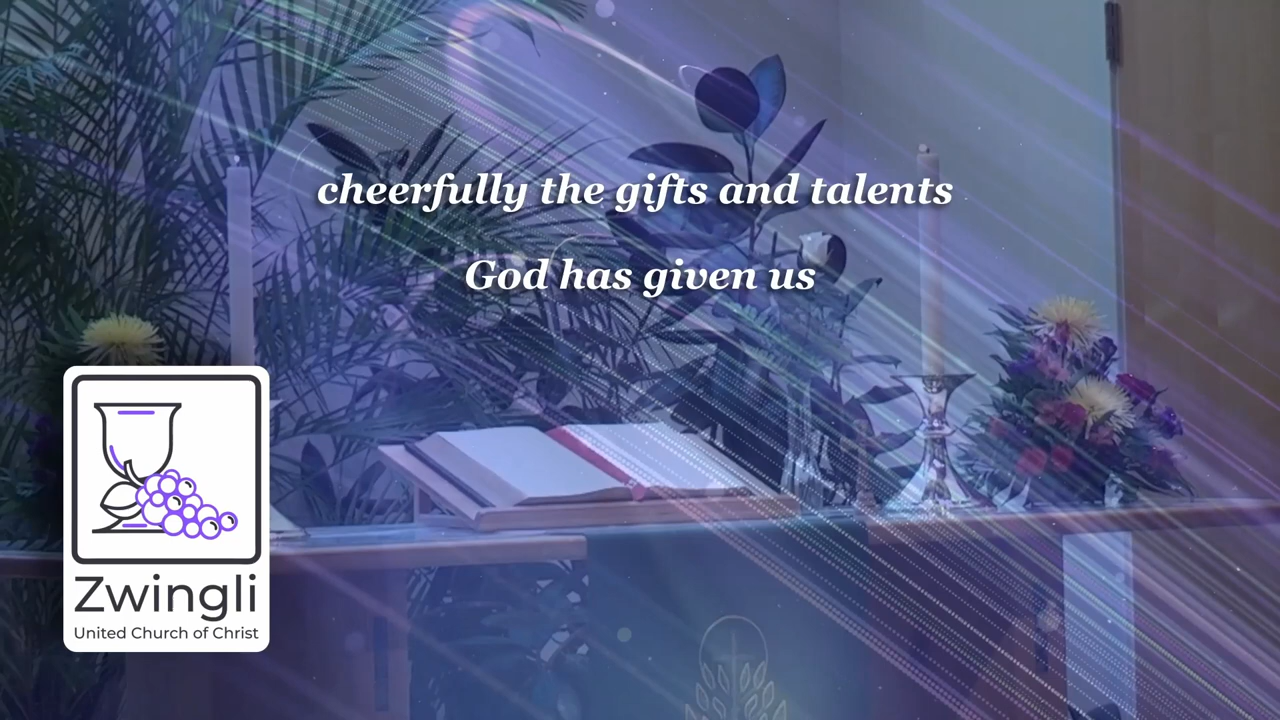 cheerfully the gifts and talents
God has given us
Zwingli
United Church of Christ